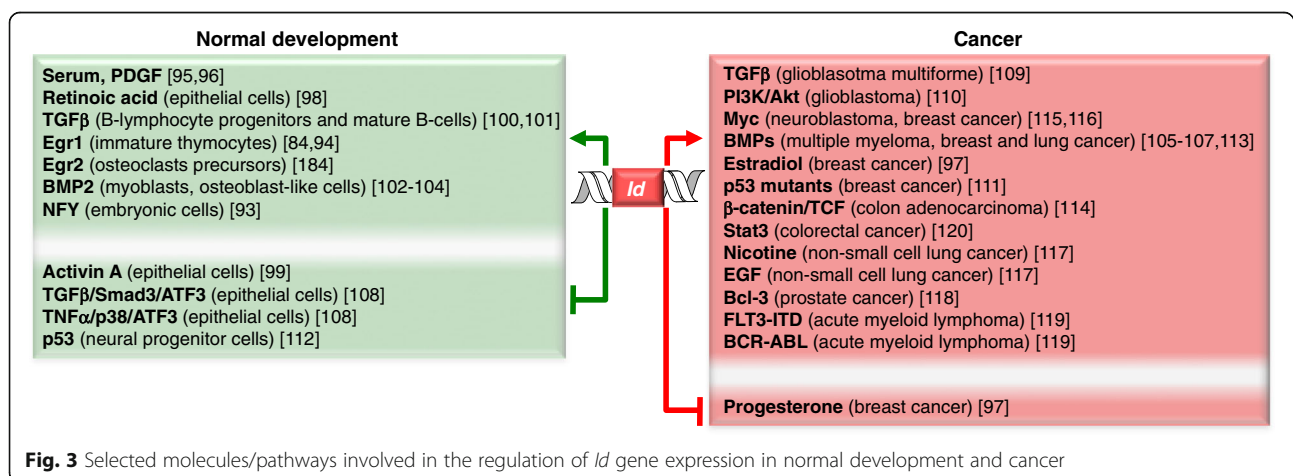 Normal development
Serum, PDGF [95,96]
Retinoic acid (epithelial cells) [98]
TGFβ (B-lymphocyte progenitors and mature B-cells) [100,101]
Egr1 (immature thymocytes) [84,94]
Egr2 (osteoclasts precursors) [184]
BMP2 (myoblasts, osteoblast-like cells) [102-104]
NFY (embryonic cells) [93]
Activin A (epithelial cells) [99]
TGFβ/Smad3/ATF3 (epithelial cells) [108]
TNFα/p38/ATF3 (epithelial cells) [108]
p53 (neural progenitor cells) [112]
Id
Cancer
TGFβ (glioblasotma multiforme) [109]
PI3K/Akt (glioblastoma) [110]
Myc (neuroblastoma, breast cancer) [115,116]
BMPs (multiple myeloma, breast and lung cancer) [105-107,113]
Estradiol (breast cancer) [97]
p53 mutants (breast cancer) [111]
β-catenin/TCF (colon adenocarcinoma) [114]
Stat3 (colorectal cancer) [120]
Nicotine (non-small cell lung cancer) [117]
EGF (non-small cell lung cancer) [117]
Bcl-3 (prostate cancer) [118]
FLT3-ITD (acute myeloid lymphoma) [119]
BCR-ABL (acute myeloid lymphoma) [119]
Progesterone (breast cancer) [97]
Fig. 3 Selected molecules/pathways involved in the regulation of Id gene expression in normal development and cancer